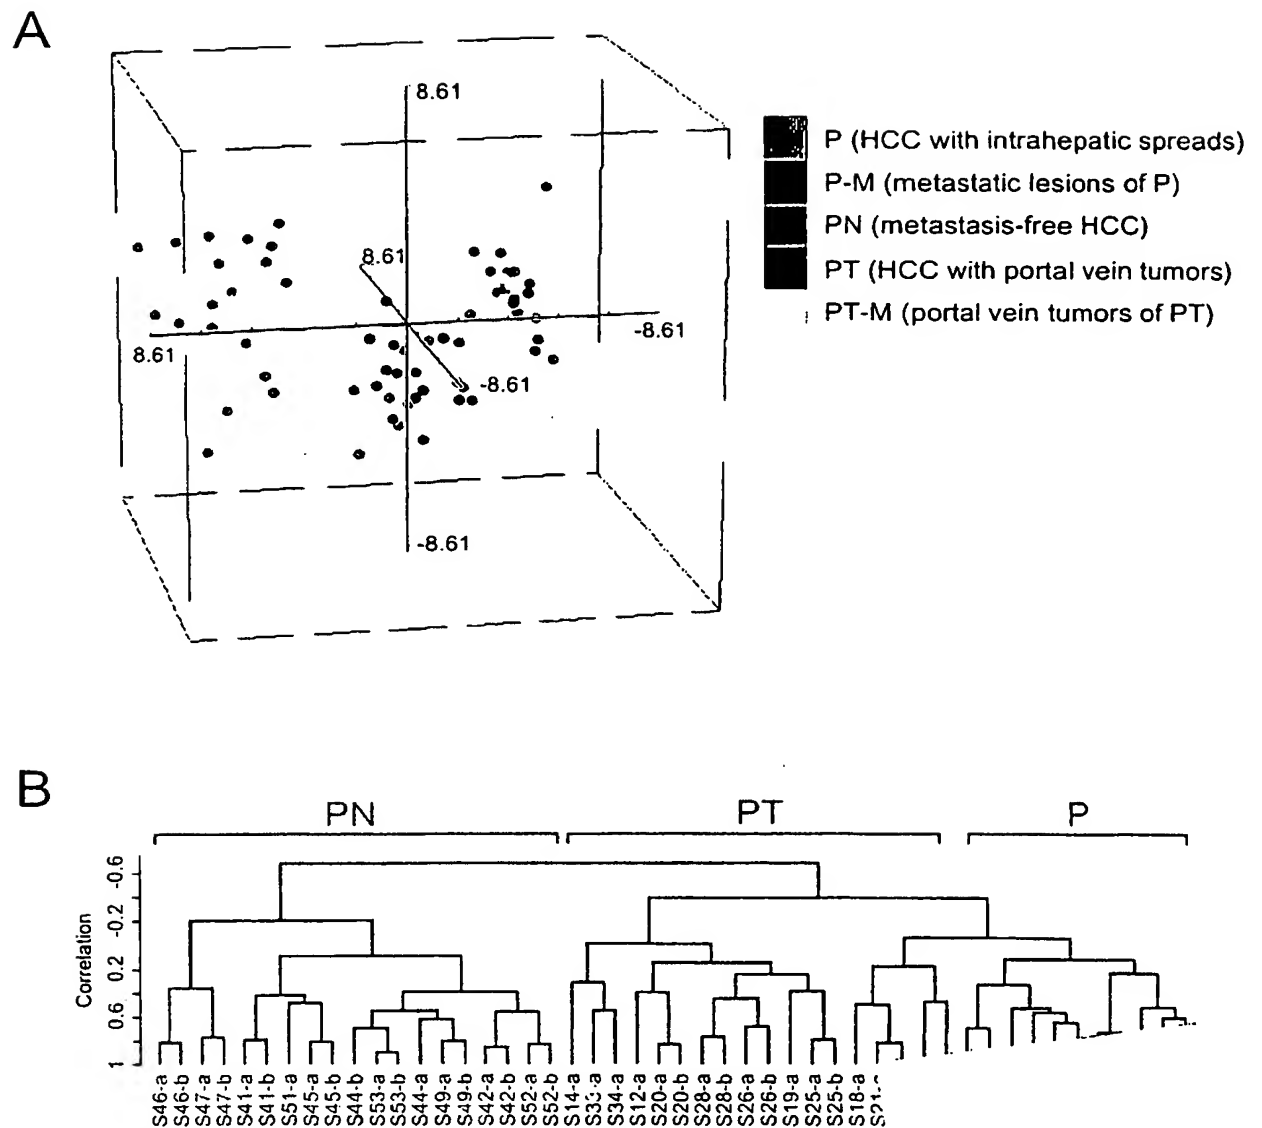 A
8.61
P (HCC with intrahepatic spreads)
P-M (metastatic lesions of P)
PN (metastasis-free HCC)
8.61
PT (HCC with portal vein tumors)
PT-M (portal vein tumors of PT)
-8.61
8.61
-8.61
-8.61
B
PN PT P
Correlation
-0.6
-0.2
0.2
0.6
1
S46-a
S46-b
S47-a
S47-b
S41-a
S41-b
S51-a
S45-a
S45-b
S44-b
S53-a
S53-b
S44-a
S49-a
S49-b
S42-a
S42-b
S52-a
S52-b
S14-a
S34-a
S12-a
S20-a
S20-b
S28-a
S28-b
S26-a
S26-b
S19-a
S25-a
S25-b
S18-a